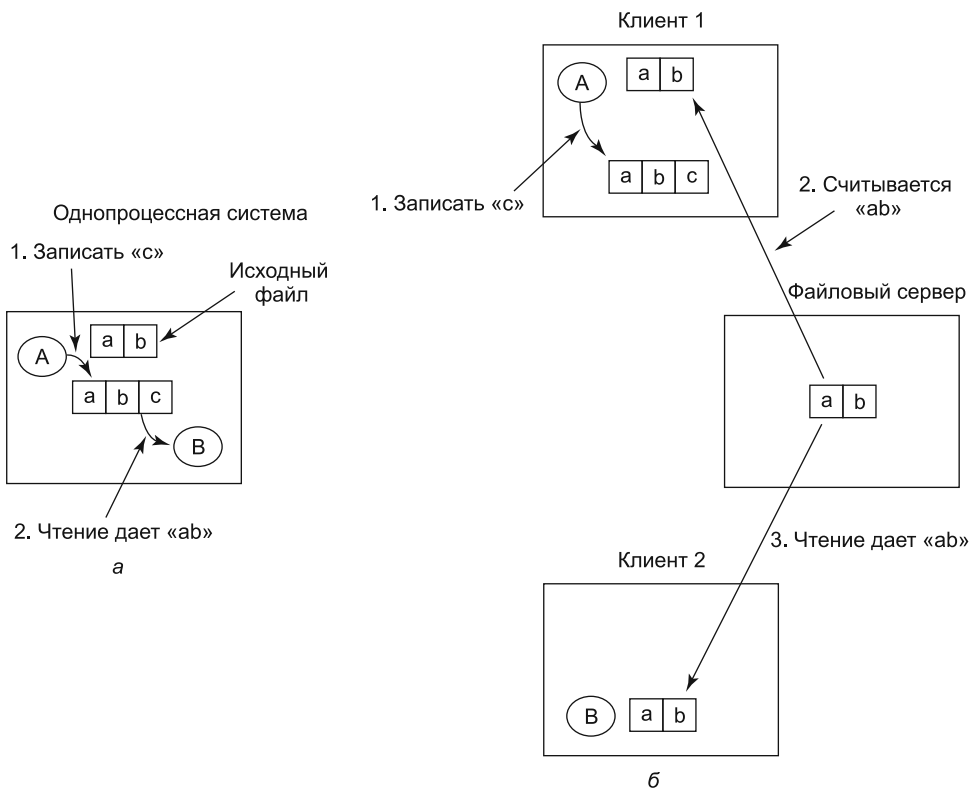 Однопроцессная система
1. Записать «c»
Исходный
файл
A
a b
a b c
B
2. Чтение дает «ab»
а
Клиент 1
A
a b
a b c
1. Записать «c»
2. Считывается
«ab»
Файловый сервер
a b
3. Чтение дает «ab»
Клиент 2
B
a b
б